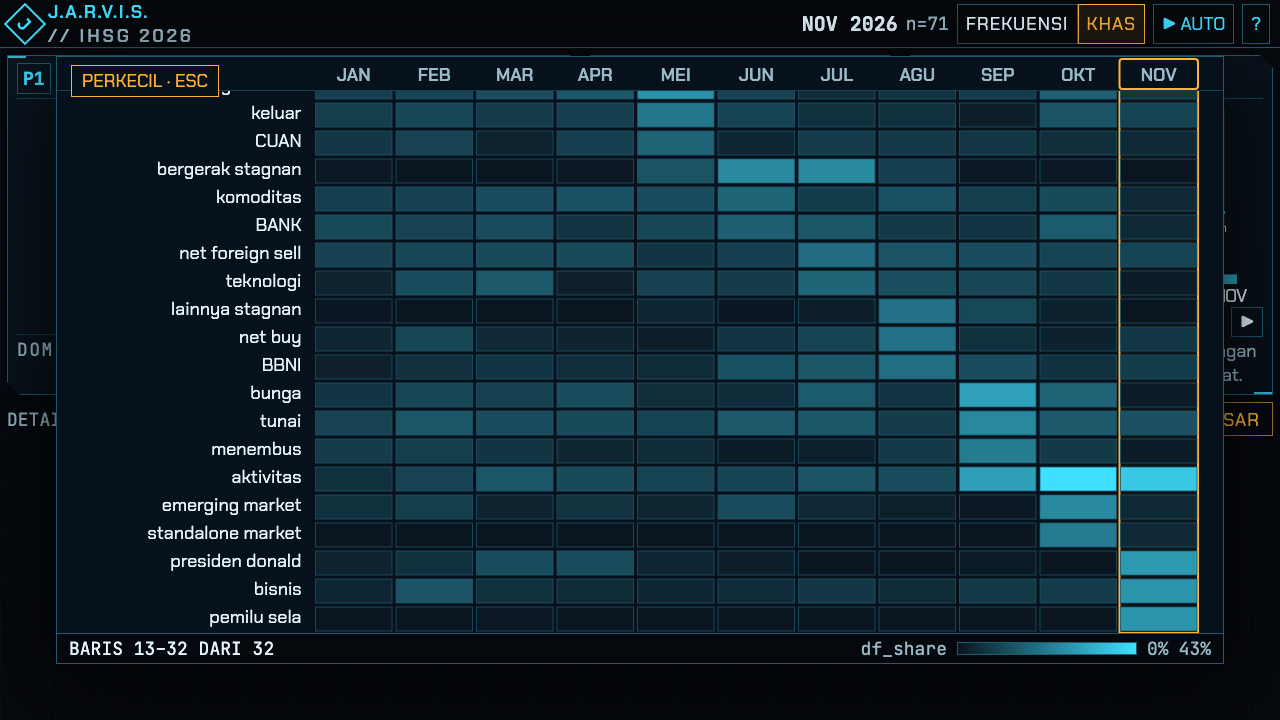 J.A.R.V.I.S.
// IHSG 2026
NOV 2026 n=71 FREKUENSI KHAS ▶ AUTO ?
P1
PERKECIL · ESC
JAN FEB MAR APR MEI JUN JUL AGU SEP OKT NOV
keluar
CUAN
bergerak stagnan
komoditas
BANK
net foreign sell
teknologi
lainnya stagnan
net buy
BBNI
bunga
tunai
menembus
aktivitas
emerging market
standalone market
presiden donald
bisnis
pemilu sela
BARIS 13–32 DARI 32
df_share 0% 43%
DOM
DETAI
OV
▶
gan
at.
SAR